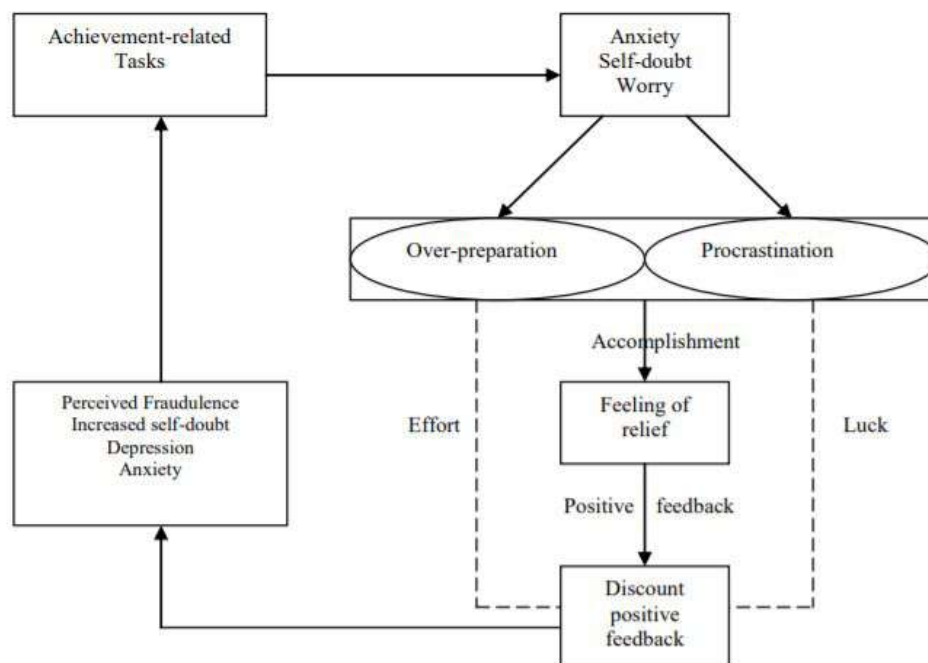 Achievement-related
Tasks
Anxiety
Self-doubt
Worry
Over-preparation
Procrastination
Accomplishment
Perceived Fraudulence
Increased self-doubt
Depression
Anxiety
Effort
Feeling of
relief
Luck
Positive feedback
Discount
positive
feedback